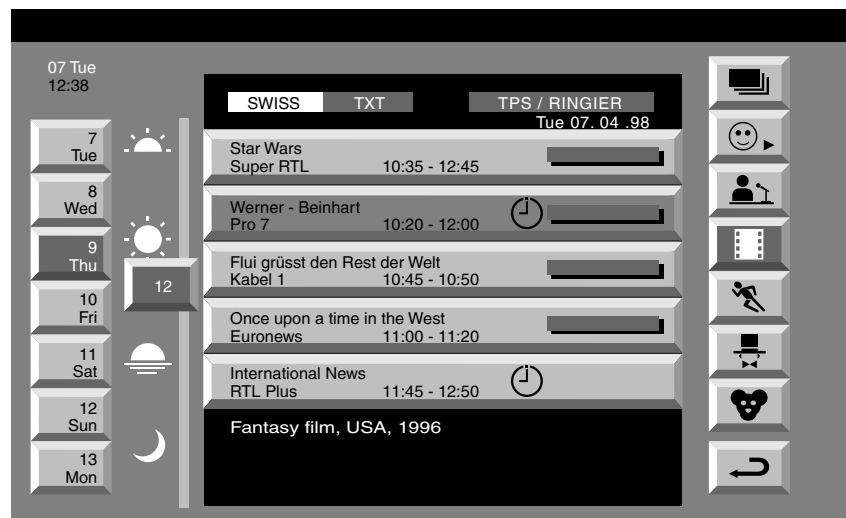 07 Tue
12:38
SWISS TXT TPS / RINGIER
Tue 07. 04 .98
7
Tue
8
Wed
9
Thu
10
Fri
11
Sat
12
Sun
13
Mon
12
Star Wars
Super RTL 10:35 - 12:45
Werner - Beinhart
Pro 7 10:20 - 12:00
Flui grüsst den Rest der Welt
Kabel 1 10:45 - 10:50
Once upon a time in the West
Euronews 11:00 - 11:20
International News
RTL Plus 11:45 - 12:50
Fantasy film, USA, 1996